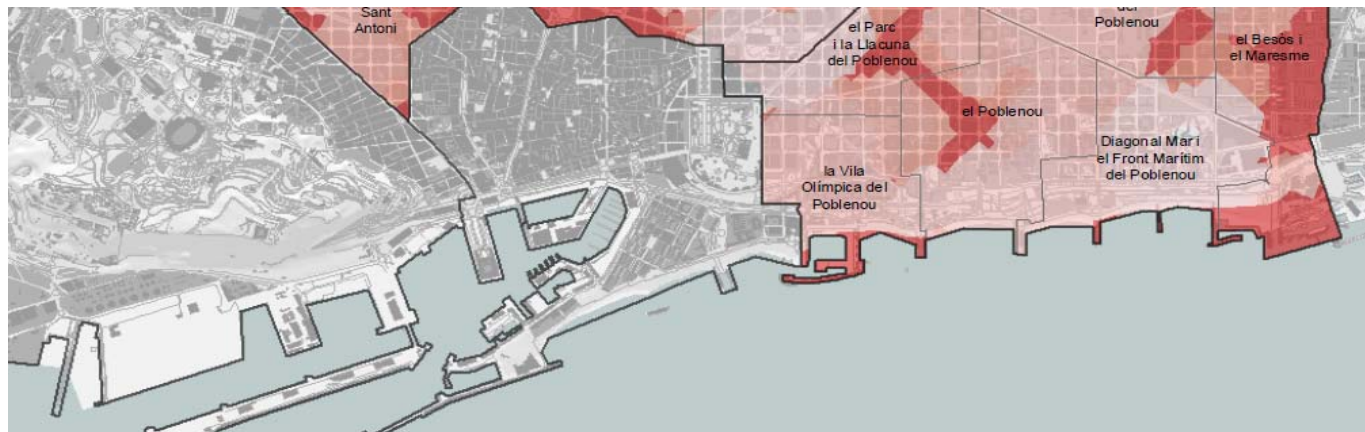 Sant
Antoni
el Parc
i la Llacuna
del Poblenou
del
Poblenou
el Besòs i
el Maresme
el Poblenou
Diagonal Mar i
el Front Marítim
del Poblenou
la Vila
Olímpica del
Poblenou